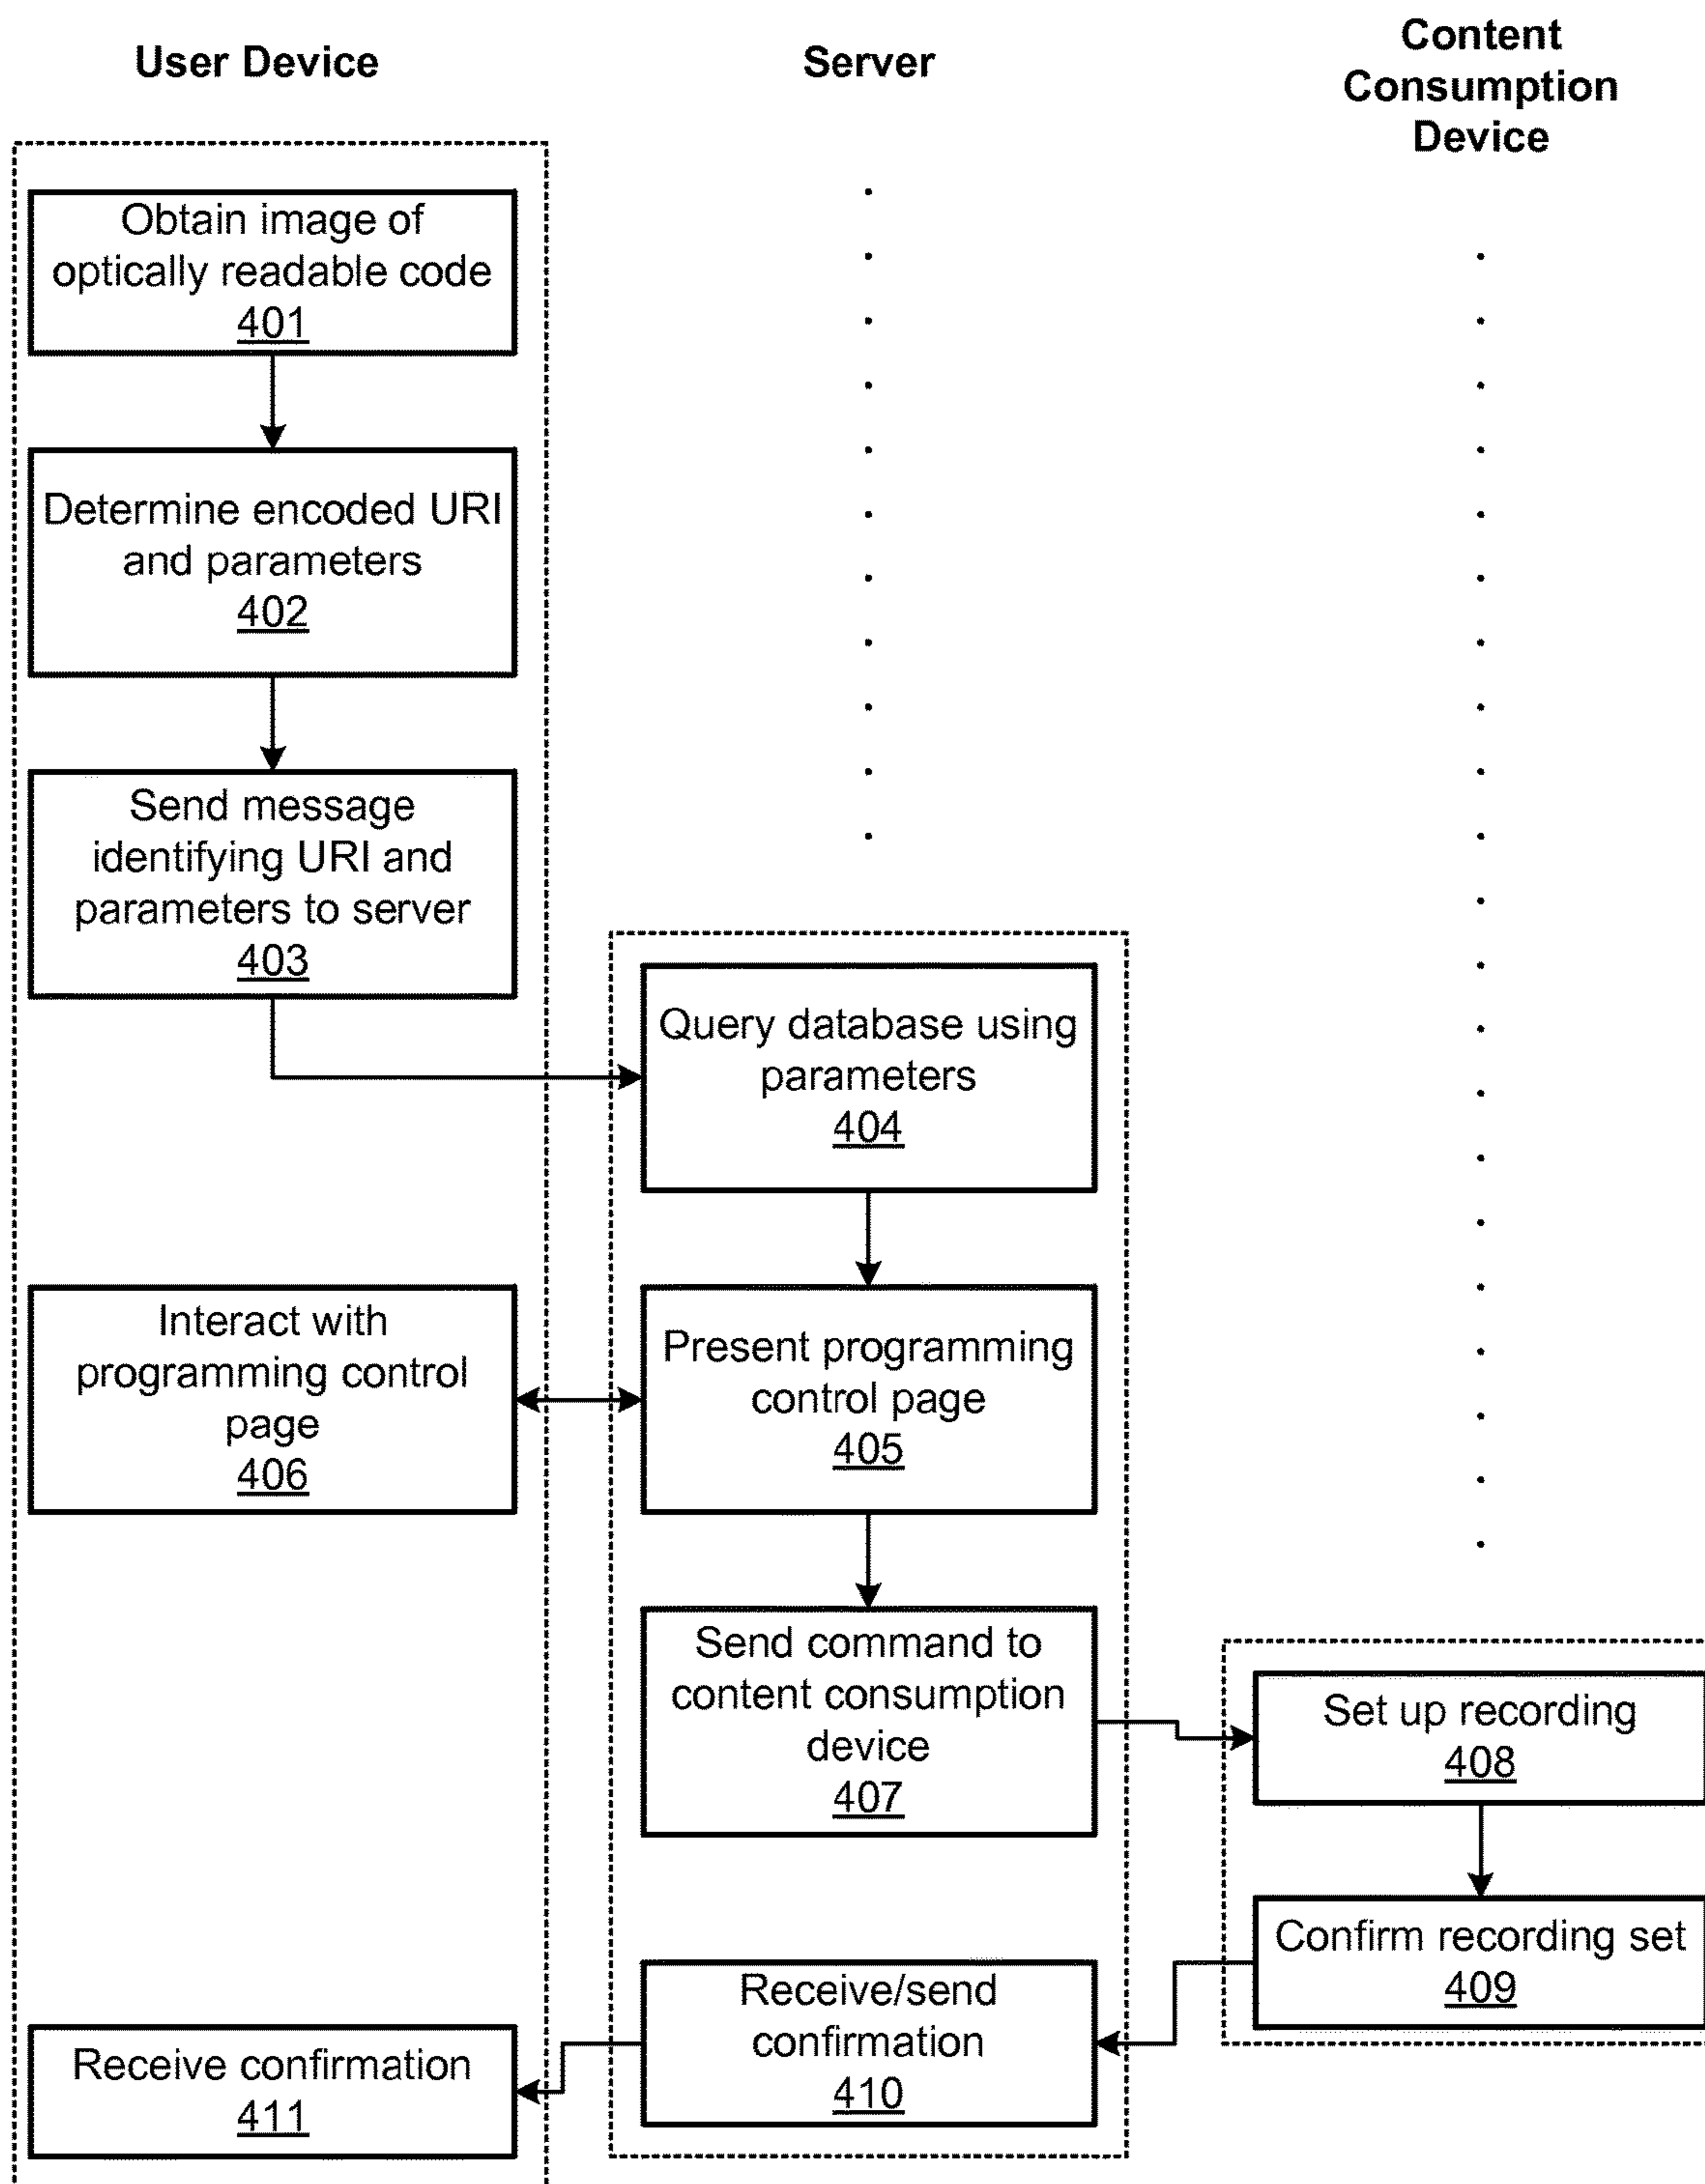 User Device
Server
Content
Consumption
Device
Obtain image of
optically readable code
401
Determine encoded URI
and parameters
402
Send message
identifying URI and
parameters to server
403
Query database using
parameters
404
Present programming
control page
405
Interact with
programming control
page
406
Send command to
content consumption
device
407
Set up recording
408
Confirm recording set
409
Receive/send
confirmation
410
Receive confirmation
411